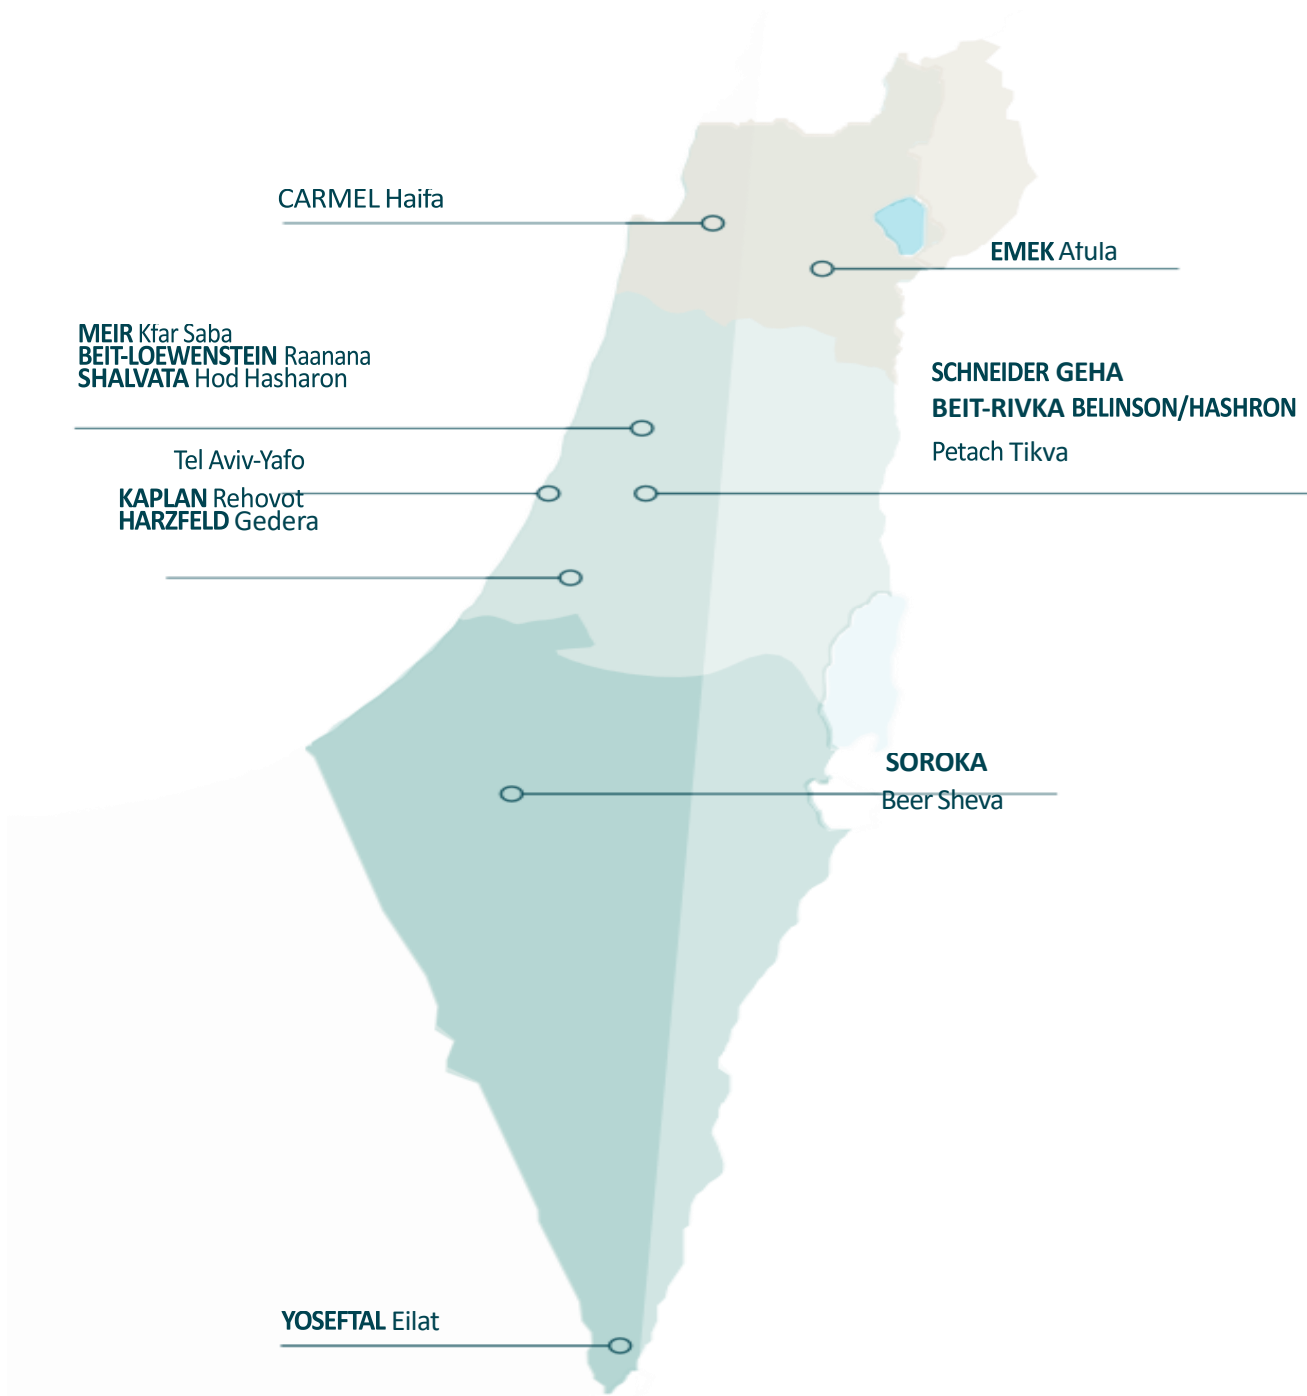 CARMEL Haifa
EMEK Afula
MEIR Kfar Saba
BEIT-LOEWENSTEIN Raanana
SHALVATA Hod Hasharon
SCHNEIDER GEHA
BEIT-RIVKA BELINSON/HASHRON
Petach Tikva
Tel Aviv-Yafo
KAPLAN Rehovot
HARZFELD Gedera
SOROKA
Beer Sheva
YOSEFTAL Eilat